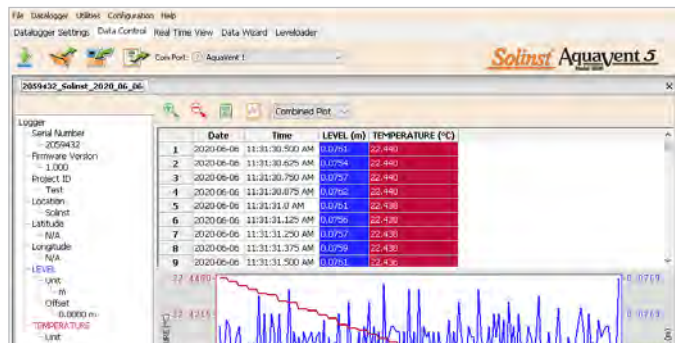 File Datalogger Utilities Configuration Help
Datalogger Settings Data Control Real Time View Data Wizard Levelloader
Com Port: AquaVent 1
Solinst AquaVent 5
2059432_Solinst_2020_06_06
Combined Plot
Logger
Serial Number
2059432
Firmware Version
1.000
Project ID
Test
Location
Solinst
Latitude
N/A
Longitude
N/A
LEVEL
Unit
m
Offset
0.0000 m
TEMPERATURE
Unit
Date Time LEVEL (m) TEMPERATURE (°C)
1 2020-06-06 11:31:30.500 AM 0.0761 22.440
2 2020-06-06 11:31:30.625 AM 0.0754 22.440
3 2020-06-06 11:31:30.750 AM 0.0757 22.440
4 2020-06-06 11:31:30.875 AM 0.0762 22.440
5 2020-06-06 11:31:31.0 AM 0.0761 22.438
6 2020-06-06 11:31:31.125 AM 0.0756 22.438
7 2020-06-06 11:31:31.250 AM 0.0757 22.438
8 2020-06-06 11:31:31.375 AM 0.0759 22.438
9 2020-06-06 11:31:31.500 AM 0.0761 22.436
22.4480
0.0769
22.4215
0.0769